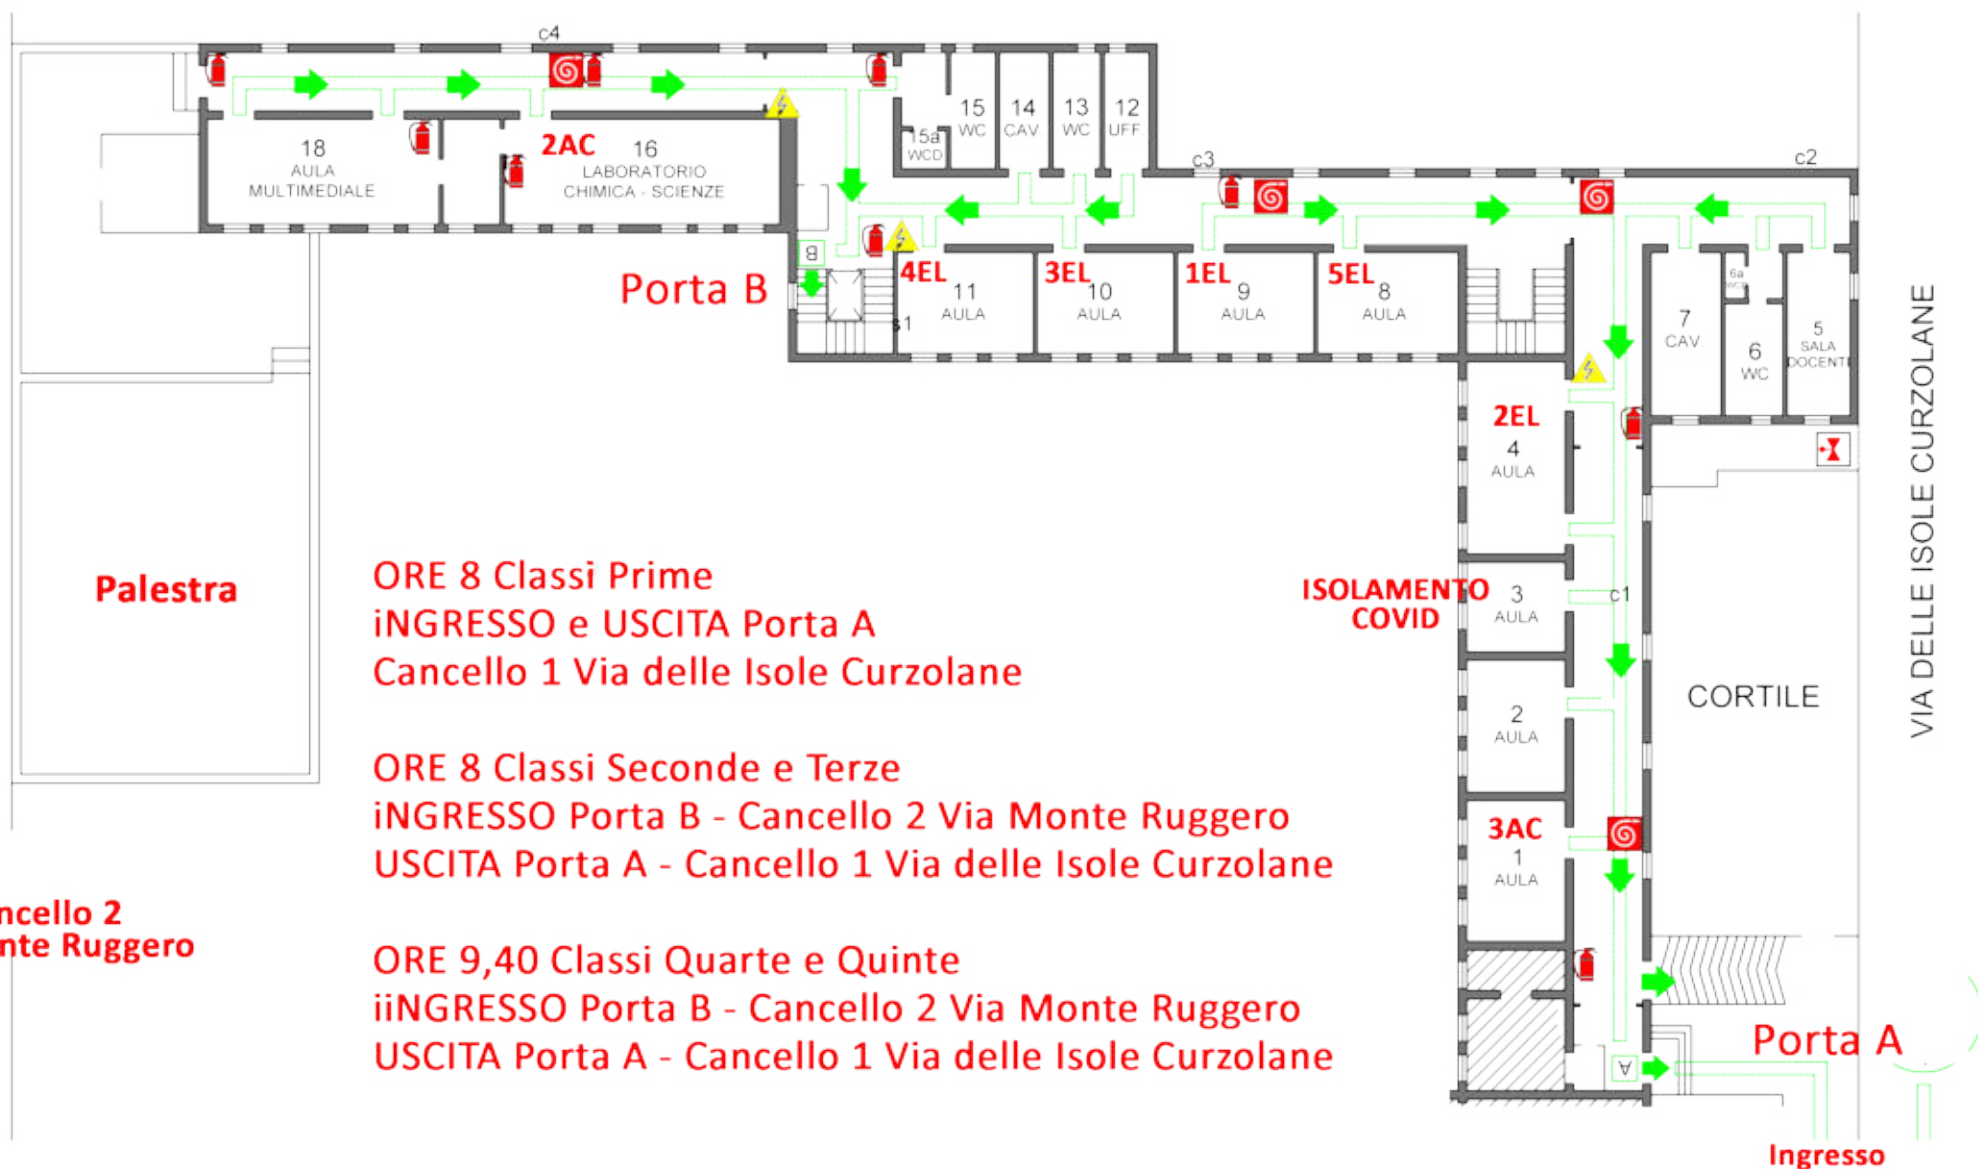 c4
15
WC
14
CAV
13
WC
12
UFF
15a
WCD
c3
c2
18
AULA
MULTIMEDIALE
2AC
16
LABORATORIO
CHIMICA - SCIENZE
B
Porta B
s1
4EL
11
AULA
3EL
10
AULA
1EL
9
AULA
5EL
8
AULA
7
CAV
6a
WCD
6
WC
5
SALA
DOCENTI
VIA DELLE ISOLE CURZOLANE
2EL
4
AULA
Palestra
ISOLAMENTO
COVID
3
AULA
c1
2
AULA
CORTILE
3AC
1
AULA
ORE 8 Classi Prime
iNGRESSO e USCITA Porta A
Cancello 1 Via delle Isole Curzolane
ORE 8 Classi Seconde e Terze
iNGRESSO Porta B - Cancello 2 Via Monte Ruggero
USCITA Porta A - Cancello 1 Via delle Isole Curzolane
ncello 2
nte Ruggero
ORE 9,40 Classi Quarte e Quinte
iiNGRESSO Porta B - Cancello 2 Via Monte Ruggero
USCITA Porta A - Cancello 1 Via delle Isole Curzolane
Porta A
A
Ingresso